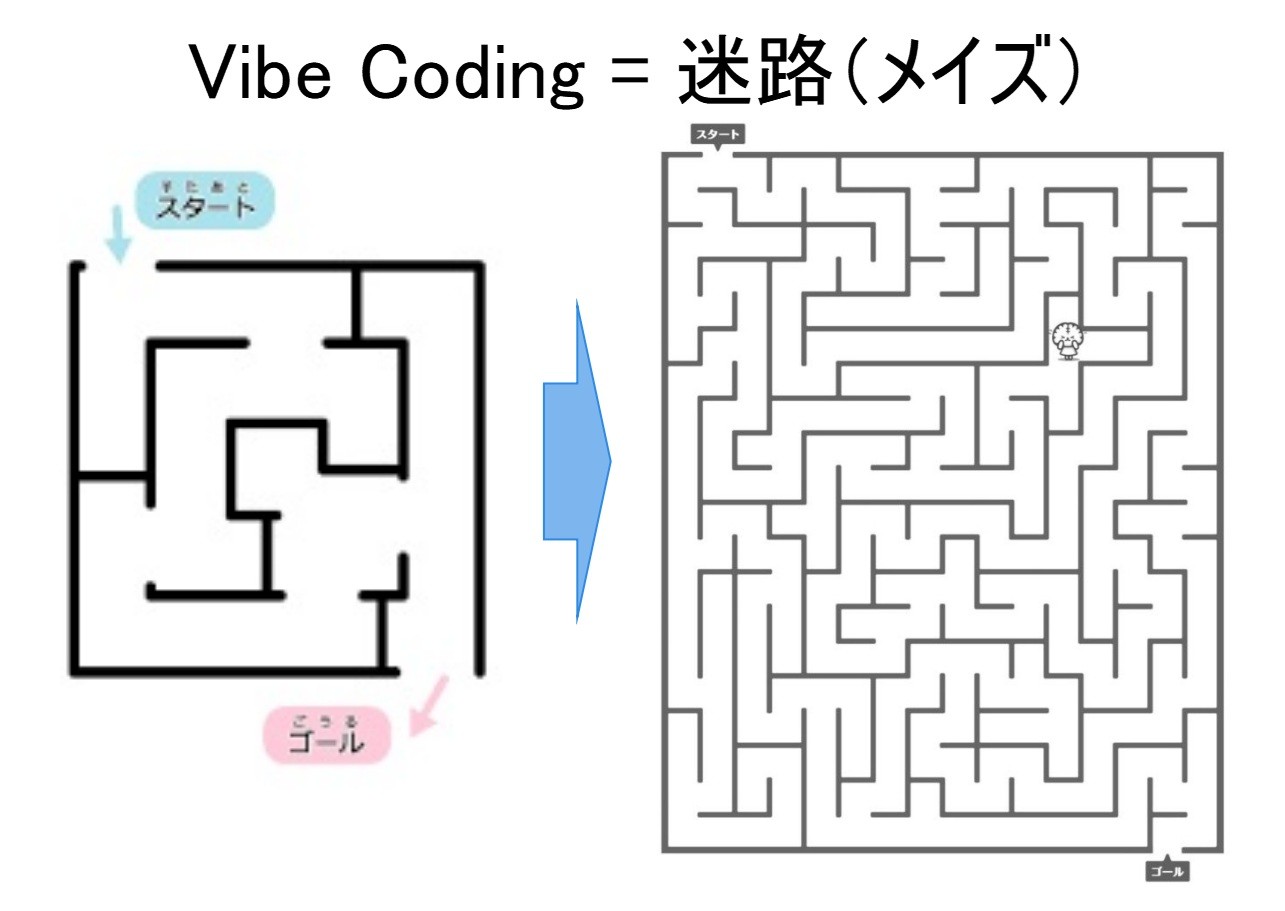 Vibe Coding = 迷路(メイズ)
スタート
すたあと
スタート
ごうる
ゴール
ゴール